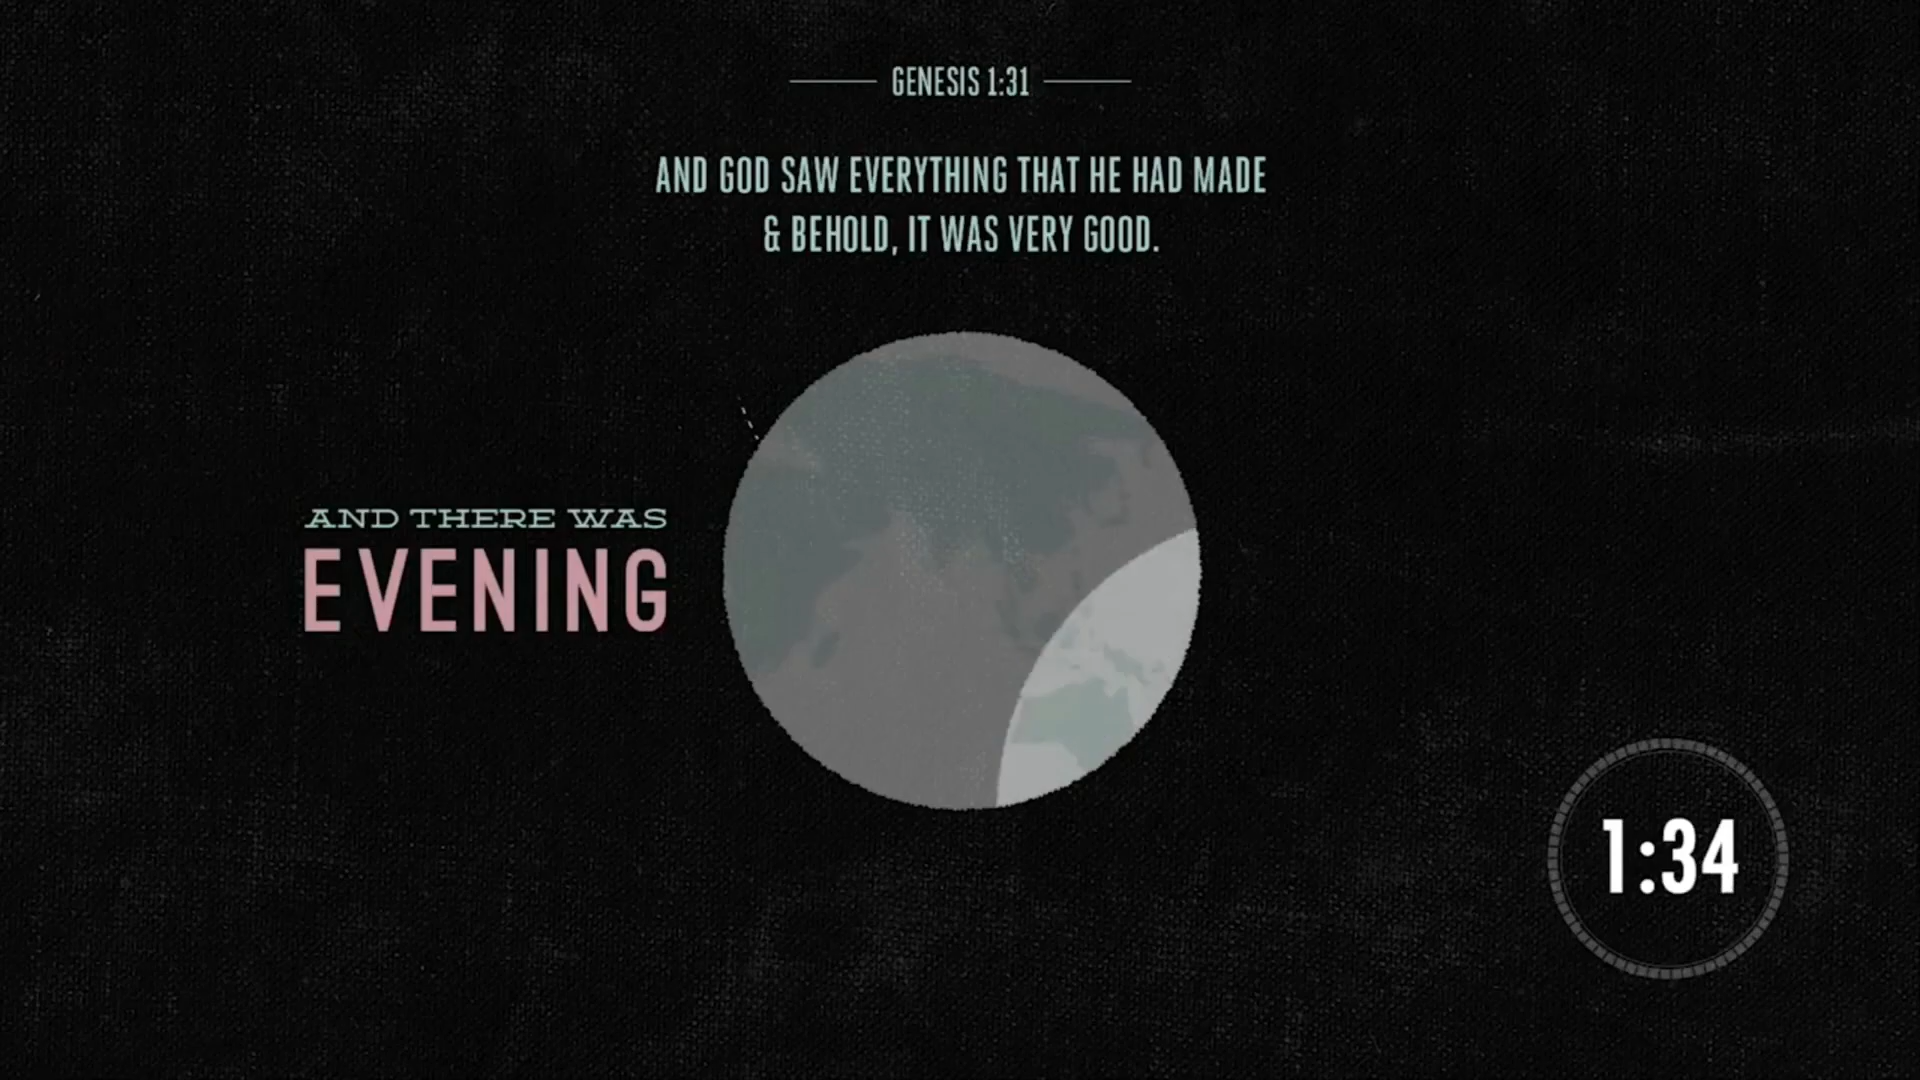 GENESIS 1:31
AND GOD SAW EVERYTHING THAT HE HAD MADE
& BEHOLD, IT WAS VERY GOOD.
AND THERE WAS
EVENING
1:34